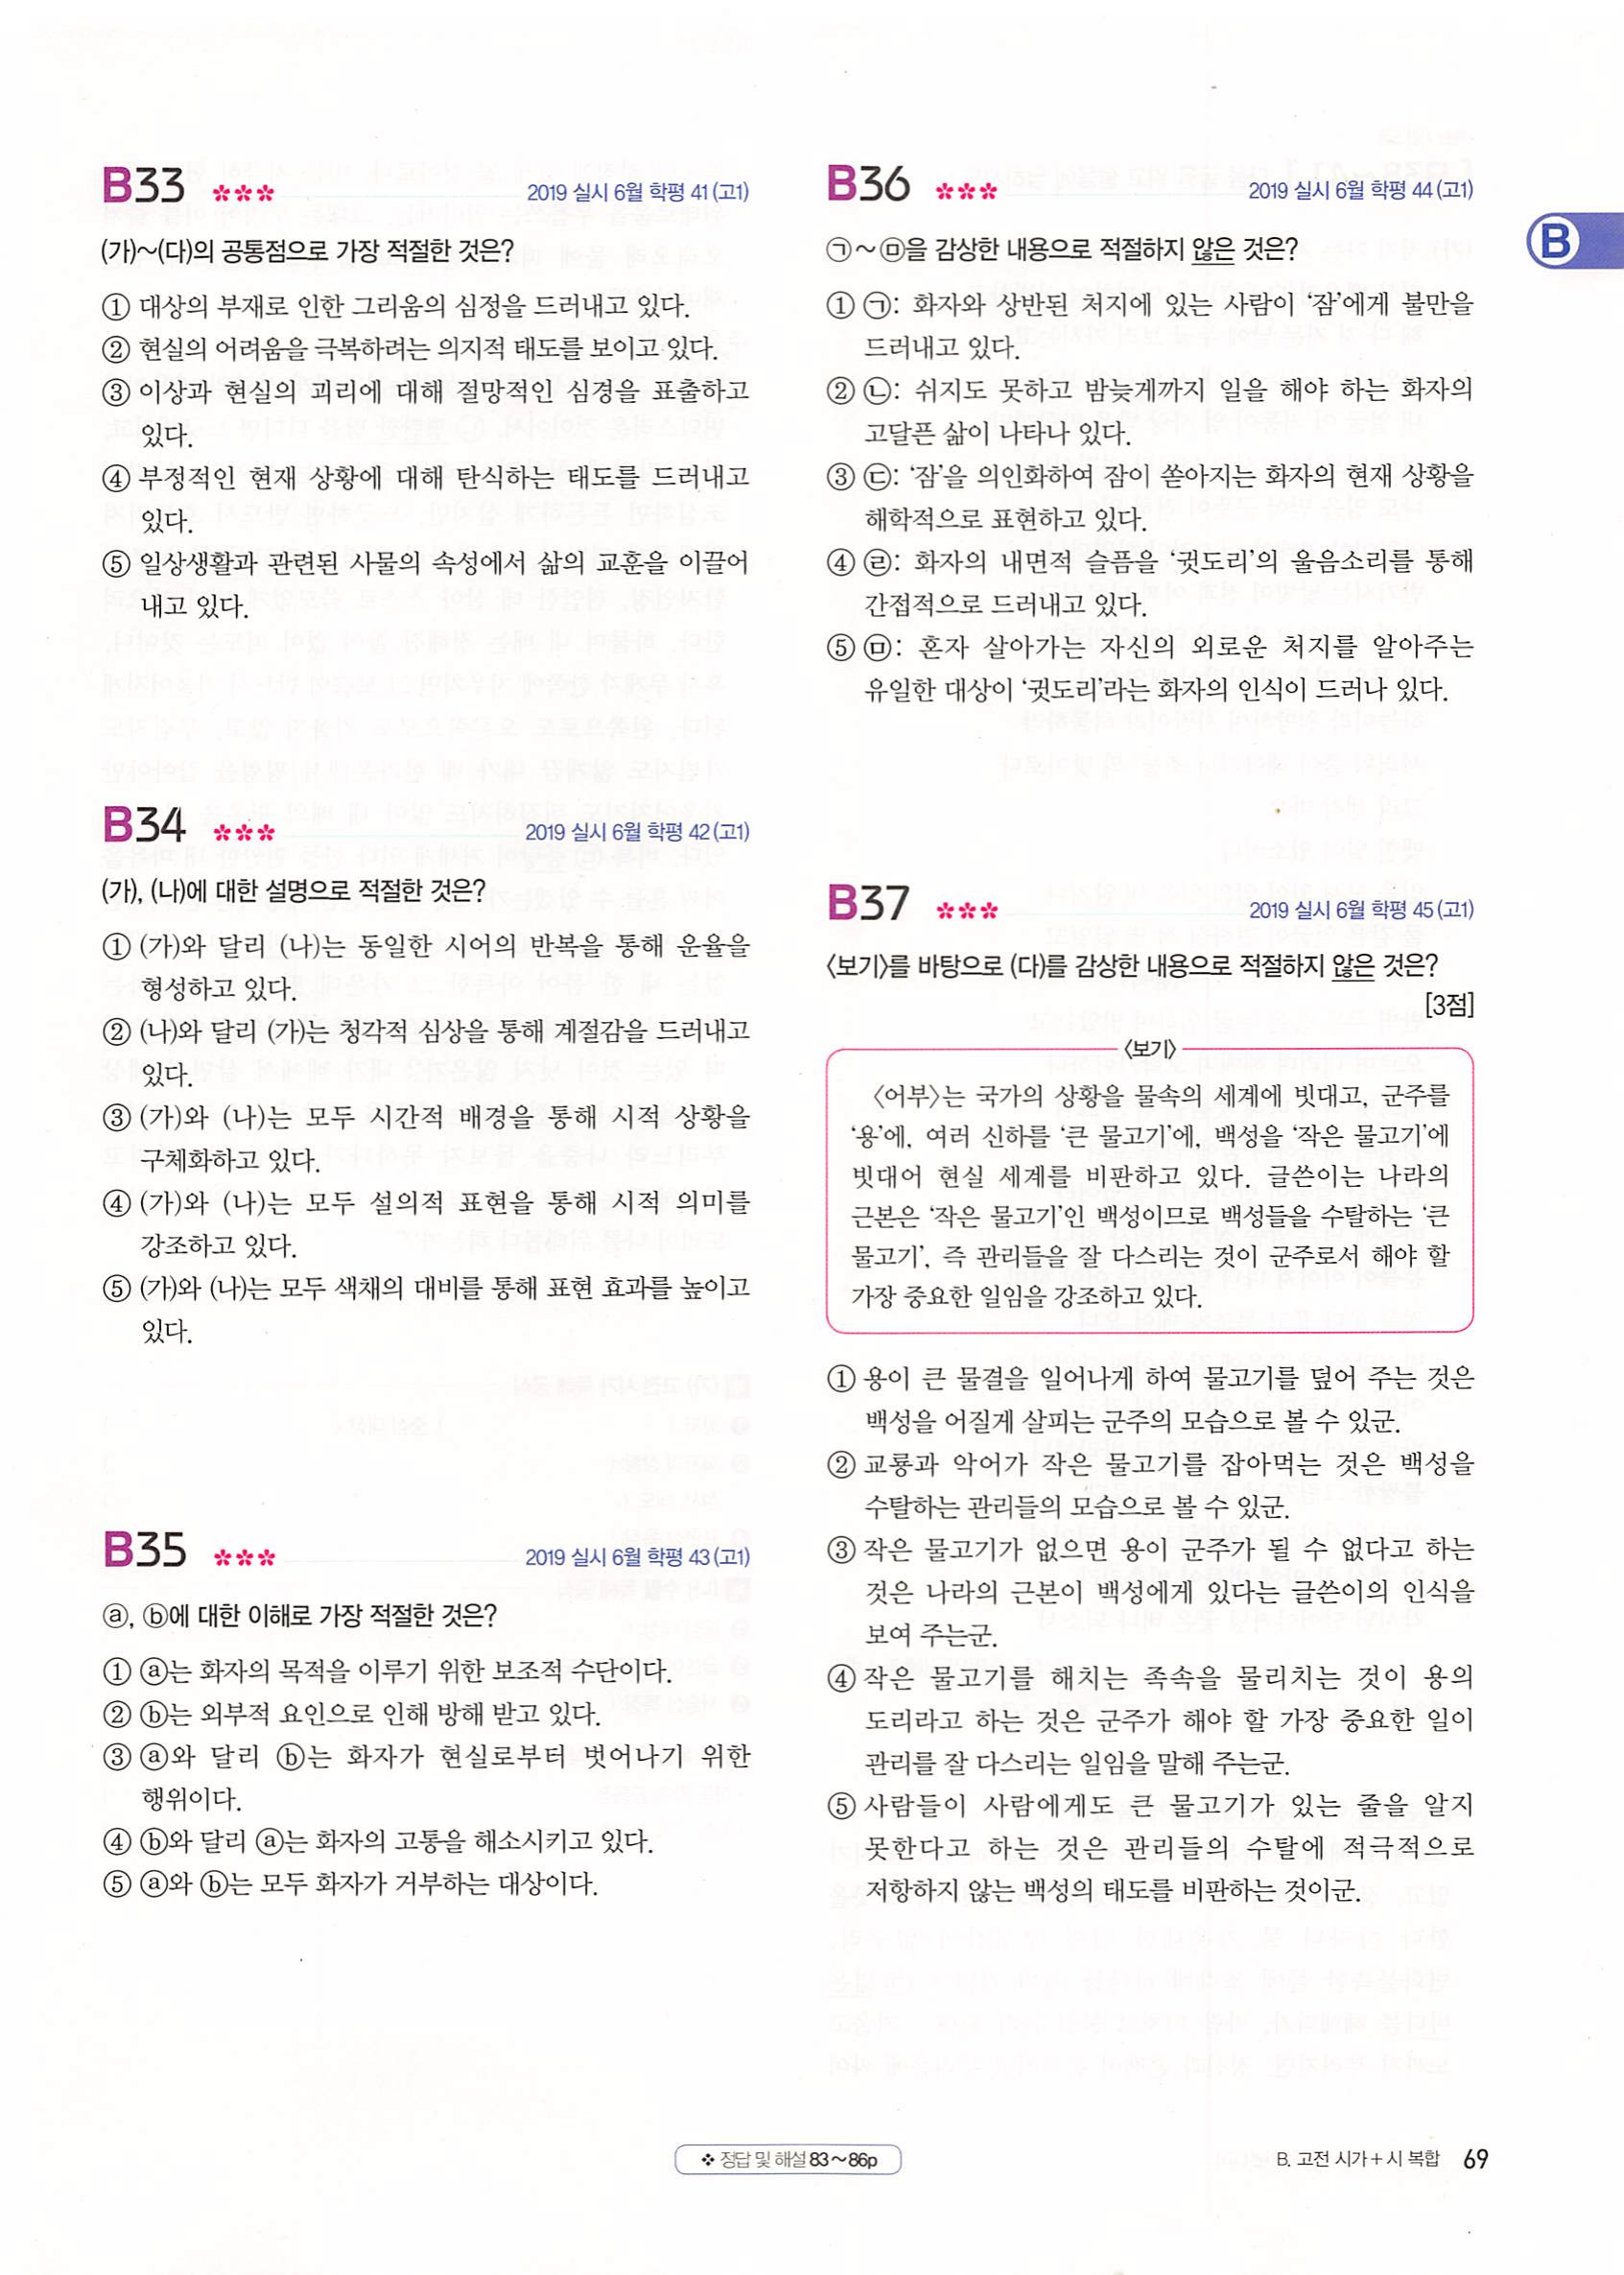 B33 ✽✽✽ 2019 실시 6월 학평 41(고1)
(가)~(다)의 공통점으로 가장 적절한 것은?
① 대상의 부재로 인한 그리움의 심정을 드러내고 있다.
② 현실의 어려움을 극복하려는 의지적 태도를 보이고 있다.
③ 이상과 현실의 괴리에 대해 절망적인 심경을 표출하고
있다.
④ 부정적인 현재 상황에 대해 탄식하는 태도를 드러내고
있다.
⑤ 일상생활과 관련된 사물의 속성에서 삶의 교훈을 이끌어
내고 있다.
B34 ✽✽✽ 2019 실시 6월 학평 42(고1)
(가), (나)에 대한 설명으로 적절한 것은?
① (가)와 달리 (나)는 동일한 시어의 반복을 통해 운율을
형성하고 있다.
② (나)와 달리 (가)는 청각적 심상을 통해 계절감을 드러내고
있다.
③ (가)와 (나)는 모두 시간적 배경을 통해 시적 상황을
구체화하고 있다.
④ (가)와 (나)는 모두 설의적 표현을 통해 시적 의미를
강조하고 있다.
⑤ (가)와 (나)는 모두 색채의 대비를 통해 표현 효과를 높이고
있다.
B35 ✽✽✽ 2019 실시 6월 학평 43(고1)
ⓐ, ⓑ에 대한 이해로 가장 적절한 것은?
① ⓐ는 화자의 목적을 이루기 위한 보조적 수단이다.
② ⓑ는 외부적 요인으로 인해 방해 받고 있다.
③ ⓐ와 달리 ⓑ는 화자가 현실로부터 벗어나기 위한
행위이다.
④ ⓑ와 달리 ⓐ는 화자의 고통을 해소시키고 있다.
⑤ ⓐ와 ⓑ는 모두 화자가 거부하는 대상이다.
B36 ✽✽✽ 2019 실시 6월 학평 44(고1)
㉠~㉤을 감상한 내용으로 적절하지 않은 것은?
① ㉠: 화자와 상반된 처지에 있는 사람이 ‘잠’에게 불만을
드러내고 있다.
② ㉡: 쉬지도 못하고 밤늦게까지 일을 해야 하는 화자의
고달픈 삶이 나타나 있다.
③ ㉢: ‘잠’을 의인화하여 잠이 쏟아지는 화자의 현재 상황을
해학적으로 표현하고 있다.
④ ㉣: 화자의 내면적 슬픔을 ‘귓도리’의 울음소리를 통해
간접적으로 드러내고 있다.
⑤ ㉤: 혼자 살아가는 자신의 외로운 처지를 알아주는
유일한 대상이 ‘귓도리’라는 화자의 인식이 드러나 있다.
B37 ✽✽✽ 2019 실시 6월 학평 45(고1)
〈보기〉를 바탕으로 (다)를 감상한 내용으로 적절하지 않은 것은?
[3점]
〈보기〉
〈어부〉는 국가의 상황을 물속의 세계에 빗대고, 군주를
‘용’에, 여러 신하를 ‘큰 물고기’에, 백성을 ‘작은 물고기’에
빗대어 현실 세계를 비판하고 있다. 글쓴이는 나라의
근본은 ‘작은 물고기’인 백성이므로 백성들을 수탈하는 ‘큰
물고기’, 즉 관리들을 잘 다스리는 것이 군주로서 해야 할
가장 중요한 일임을 강조하고 있다.
① 용이 큰 물결을 일어나게 하여 물고기를 덮어 주는 것은
백성을 어질게 살피는 군주의 모습으로 볼 수 있군.
② 교룡과 악어가 작은 물고기를 잡아먹는 것은 백성을
수탈하는 관리들의 모습으로 볼 수 있군.
③ 작은 물고기가 없으면 용이 군주가 될 수 없다고 하는
것은 나라의 근본이 백성에게 있다는 글쓴이의 인식을
보여 주는군.
④ 작은 물고기를 해치는 족속을 물리치는 것이 용의
도리라고 하는 것은 군주가 해야 할 가장 중요한 일이
관리를 잘 다스리는 일임을 말해 주는군.
⑤ 사람들이 사람에게도 큰 물고기가 있는 줄을 알지
못한다고 하는 것은 관리들의 수탈에 적극적으로
저항하지 않는 백성의 태도를 비판하는 것이군.
B
❖ 정답 및 해설 83~86p
B. 고전 시가+시 복합 69